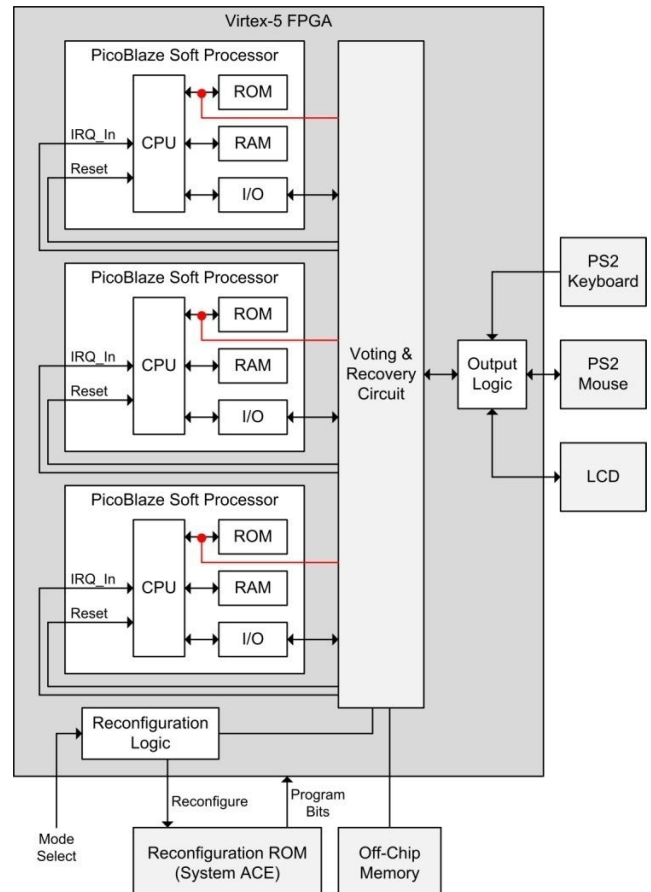 Virtex-5 FPGA
PicoBlaze Soft Processor
ROM
IRQ_In
CPU
RAM
Reset
I/O
PicoBlaze Soft Processor
ROM
IRQ_In
CPU
RAM
Reset
I/O
PicoBlaze Soft Processor
ROM
IRQ_In
CPU
RAM
Reset
I/O
Voting &
Recovery
Circuit
Output
Logic
PS2
Keyboard
PS2
Mouse
LCD
Reconfiguration
Logic
Reconfigure
Program
Bits
Mode
Select
Reconfiguration ROM
(System ACE)
Off-Chip
Memory